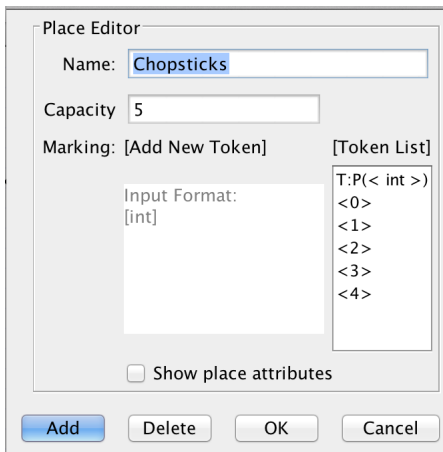 Place Editor
Name: Chopsticks
Capacity 5
Marking: [Add New Token] [Token List]
Input Format:
[int]
T:P(< int >)
<0>
<1>
<2>
<3>
<4>
Show place attributes
Add Delete OK Cancel